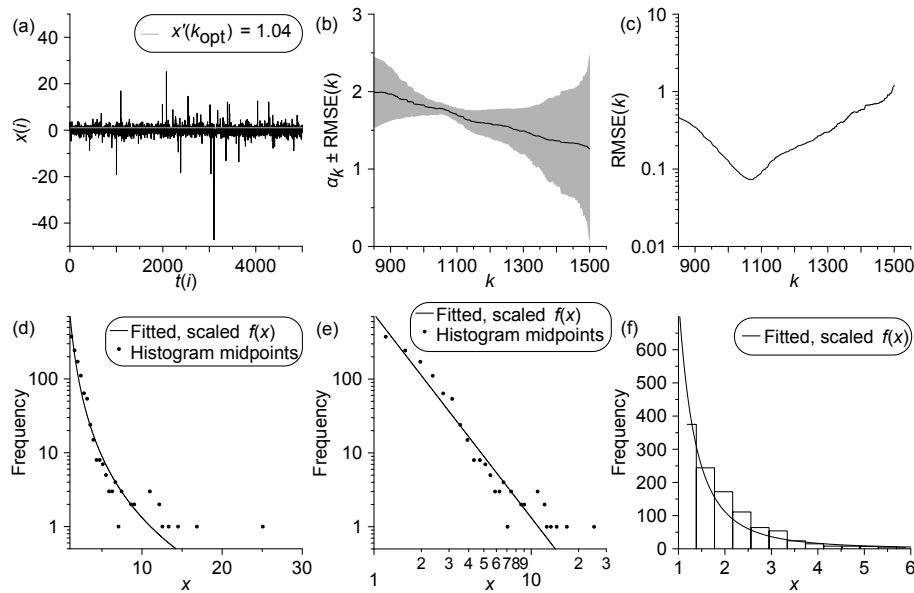 (a)
x'(kopt) = 1.04
40
20
0
-20
-40
x(i)
0
2000
4000
t(i)
(b)
3
2
1
0
αk ± RMSE(k)
900
1100
1300
1500
k
(c)
10
1
0.1
0.01
RMSE(k)
900
1100
1300
1500
k
(d)
Fitted, scaled f(x)
Histogram midpoints
100
10
1
Frequency
0
10
20
30
x
(e)
Fitted, scaled f(x)
Histogram midpoints
100
10
1
Frequency
1
2
3
4
5
6
7
8
9
10
2
3
x
(f)
Fitted, scaled f(x)
600
500
400
300
200
100
0
Frequency
1
2
3
4
5
6
x